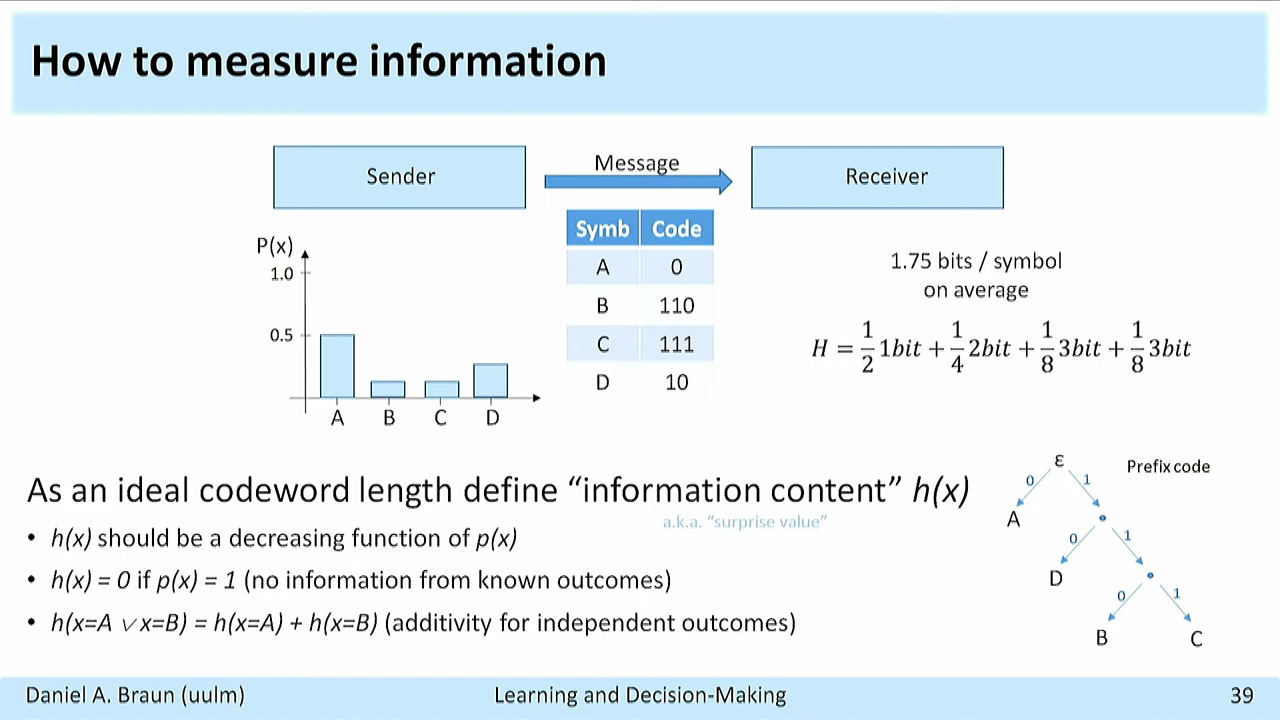 How to measure information
Sender
Message
Receiver
P(x)
1.0
0.5
A B C D
Symb Code
A 0
B 110
C 111
D 10
1.75 bits / symbol
on average
H = 1/2 1bit + 1/4 2bit + 1/8 3bit + 1/8 3bit
As an ideal codeword length define “information content” h(x)
a.k.a. “surprise value”
• h(x) should be a decreasing function of p(x)
• h(x) = 0 if p(x) = 1 (no information from known outcomes)
• h(x=A ∨ x=B) = h(x=A) + h(x=B) (additivity for independent outcomes)
ε
Prefix code
0 1
A
0 1
D
0 1
B C
Daniel A. Braun (uulm)
Learning and Decision-Making
39